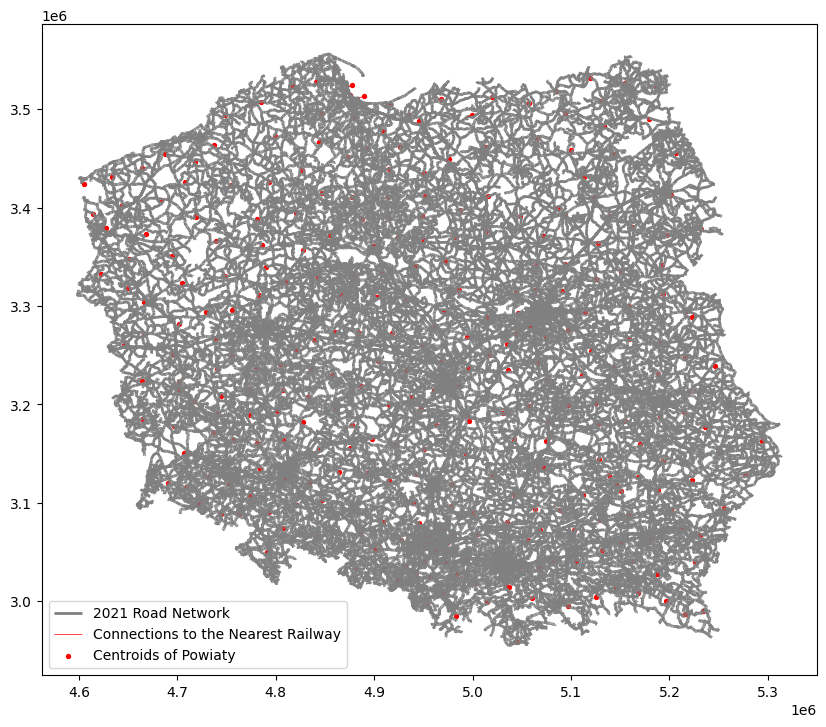 1e6
3.5
3.4
3.3
3.2
3.1
3.0
2021 Road Network
Connections to the Nearest Railway
Centroids of Powiaty
4.6 4.7 4.8 4.9 5.0 5.1 5.2 5.3
1e6